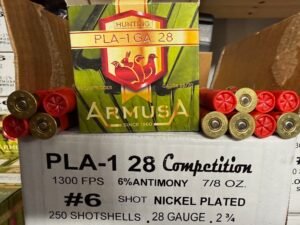 HUNTING
PLA-1 GA 28
ARMUSA
SINCE 1960
PLA-1 28 Competition
1300 FPS 6% ANTIMONY 7/8 OZ.
#6 SHOT NICKEL PLATED
250 SHOTSHELLS . 28 GAUGE . 2 3/4